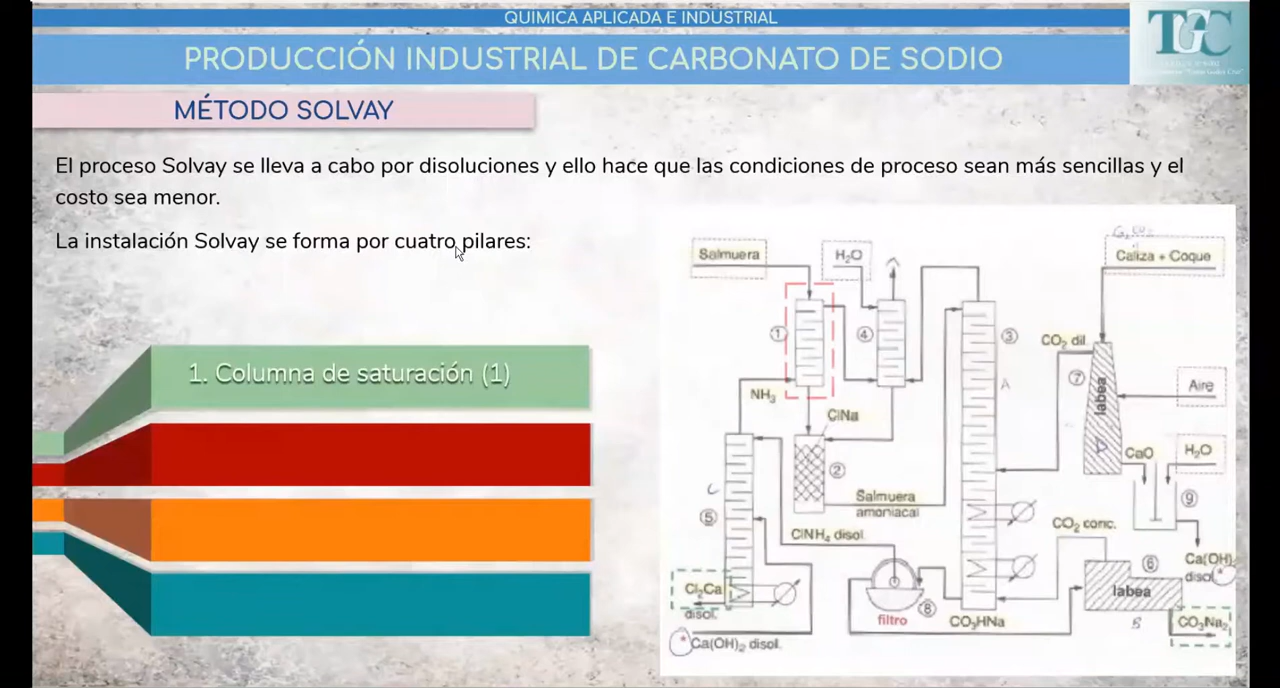 QUIMICA APLICADA E INDUSTRIAL
PRODUCCIÓN INDUSTRIAL DE CARBONATO DE SODIO
TGC
MÉTODO SOLVAY
El proceso Solvay se lleva a cabo por disoluciones y ello hace que las condiciones de proceso sean más sencillas y el
costo sea menor.
La instalación Solvay se forma por cuatro pilares:
1. Columna de saturación (1)
Salmuera
H₂O
Caliza + Coque
①
④
③
CO₂ dil.
⑦
labea
Aire
A
NH₃
ClNa
D
CaO
H₂O
②
C
⑤
Salmuera
amoniacal
⑨
CO₂ conc.
ClNH₄ disol.
Ca(OH)₂
disol *
⑥
labea
Cl₂Ca
disol.
⑧
filtro
CO₃HNa
B
CO₃Na₂
* Ca(OH)₂ disol.